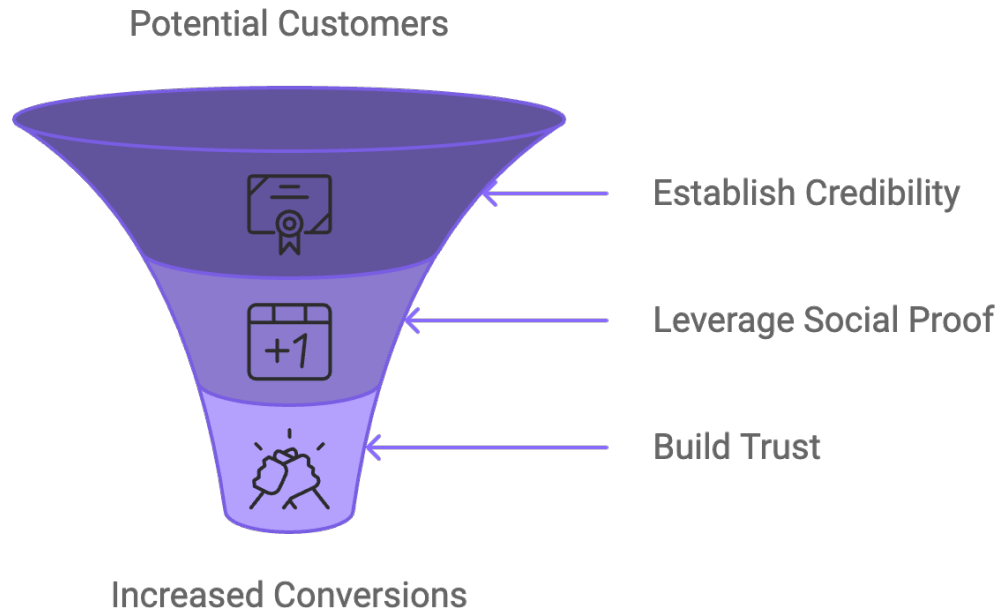 Potential Customers
Establish Credibility
+1
Leverage Social Proof
Build Trust
Increased Conversions